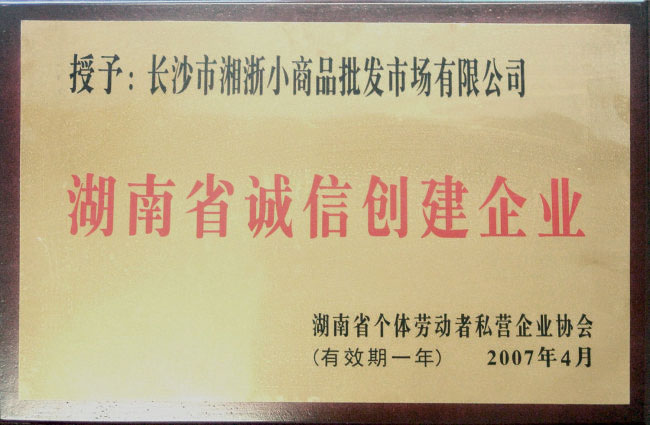 授予：长沙市湘浙小商品批发市场有限公司
湖南省诚信创建企业
湖南省个体劳动者私营企业协会
(有效期一年) 2007年4月